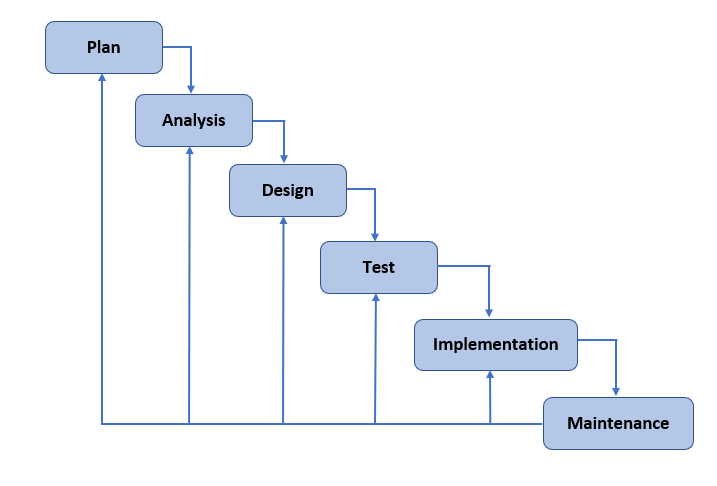 Plan
Analysis
Design
Test
Implementation
Maintenance